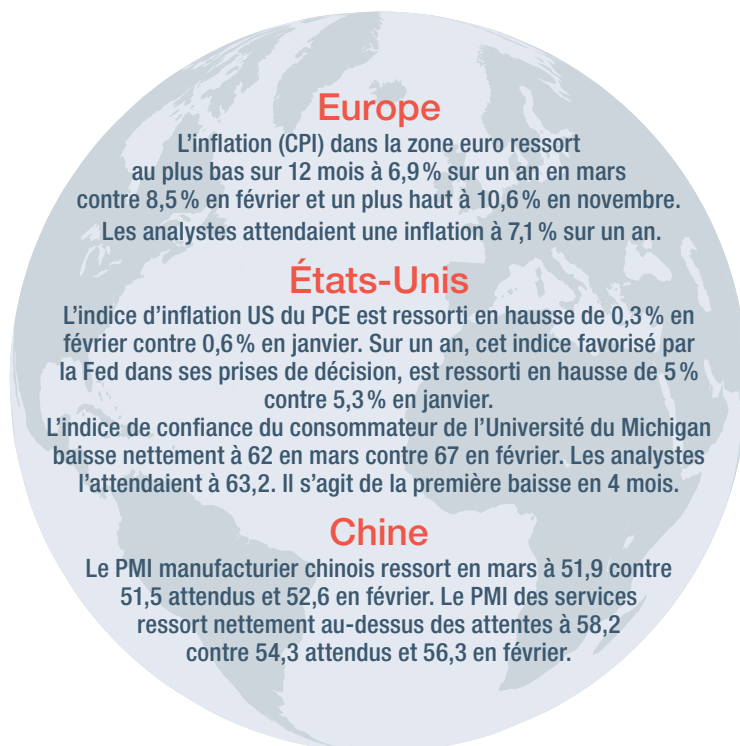 Europe
L'inflation (CPI) dans la zone euro ressort
au plus bas sur 12 mois à 6,9 % sur un an en mars
contre 8,5 % en février et un plus haut à 10,6 % en novembre.
Les analystes attendaient une inflation à 7,1 % sur un an.
États-Unis
L'indice d'inflation US du PCE est ressorti en hausse de 0,3 % en
février contre 0,6 % en janvier. Sur un an, cet indice favorisé par
la Fed dans ses prises de décision, est ressorti en hausse de 5 %
contre 5,3 % en janvier.
L'indice de confiance du consommateur de l'Université du Michigan
baisse nettement à 62 en mars contre 67 en février. Les analystes
l'attendaient à 63,2. Il s'agit de la première baisse en 4 mois.
Chine
Le PMI manufacturier chinois ressort en mars à 51,9 contre
51,5 attendus et 52,6 en février. Le PMI des services
ressort nettement au-dessus des attentes à 58,2
contre 54,3 attendus et 56,3 en février.